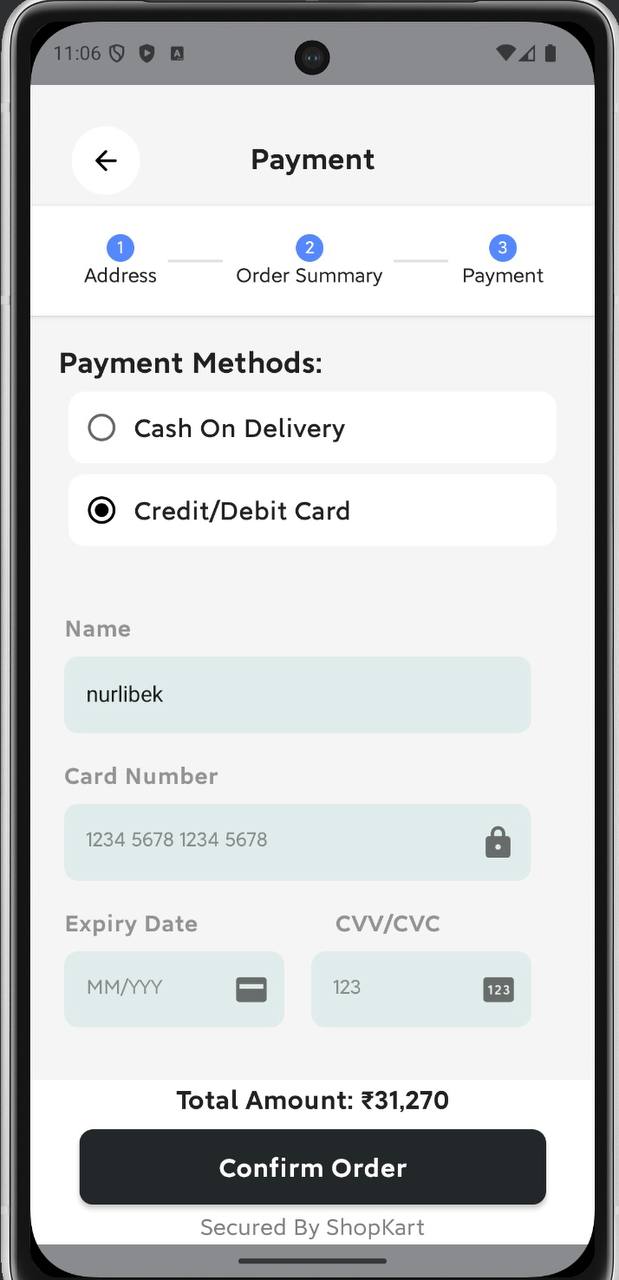 11:06
Payment
1 2 3
Address Order Summary Payment
Payment Methods:
Cash On Delivery
Credit/Debit Card
Name
nurlibek
Card Number
1234 5678 1234 5678
Expiry Date CVV/CVC
MM/YYY 123 123
Total Amount: ₹31,270
Confirm Order
Secured By ShopKart